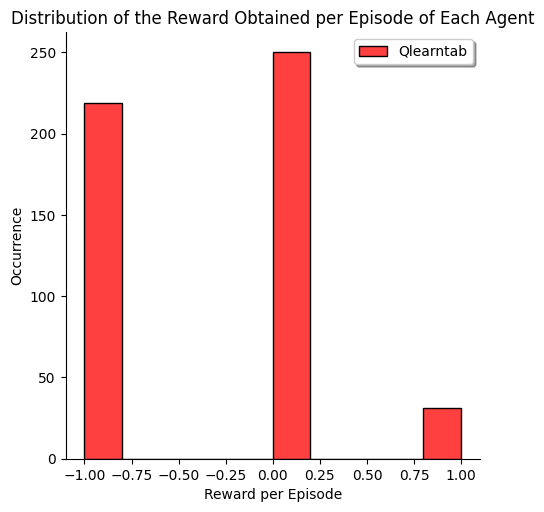 Distribution of the Reward Obtained per Episode of Each Agent
Qlearntab
250
200
150
100
50
0
Occurrence
−1.00 −0.75 −0.50 −0.25 0.00 0.25 0.50 0.75 1.00
Reward per Episode